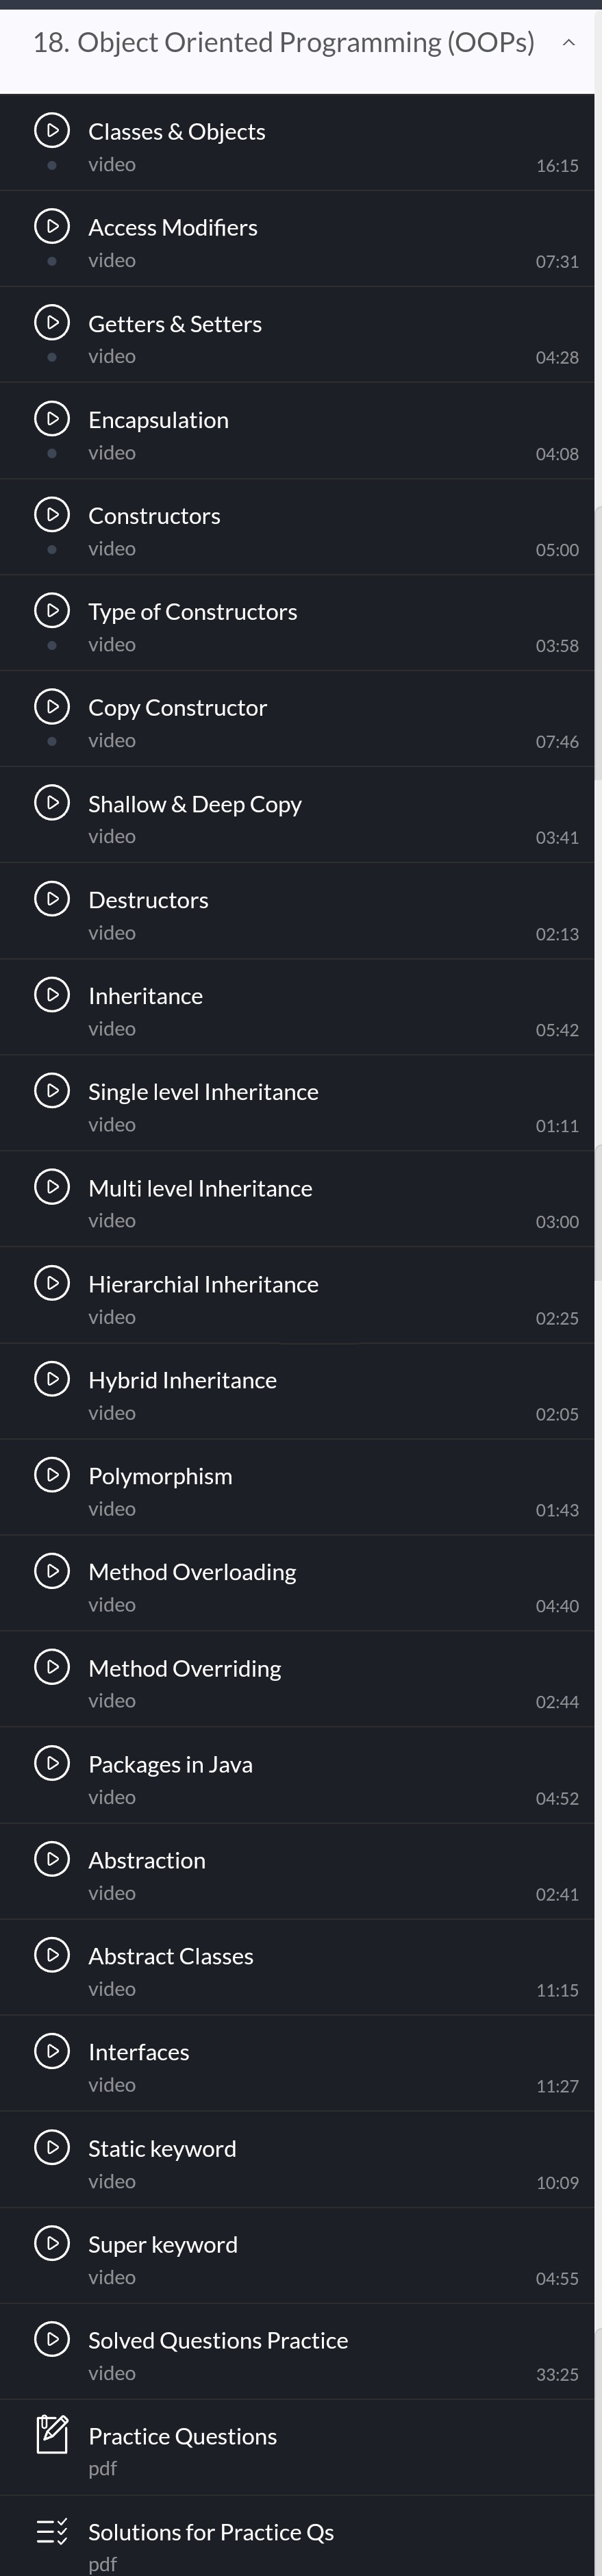 18. Object Oriented Programming (OOPs)
Classes & Objects
video
16:15
Access Modifiers
video
07:31
Getters & Setters
video
04:28
Encapsulation
video
04:08
Constructors
video
05:00
Type of Constructors
video
03:58
Copy Constructor
video
07:46
Shallow & Deep Copy
video
03:41
Destructors
video
02:13
Inheritance
video
05:42
Single level Inheritance
video
01:11
Multi level Inheritance
video
03:00
Hierarchial Inheritance
video
02:25
Hybrid Inheritance
video
02:05
Polymorphism
video
01:43
Method Overloading
video
04:40
Method Overriding
video
02:44
Packages in Java
video
04:52
Abstraction
video
02:41
Abstract Classes
video
11:15
Interfaces
video
11:27
Static keyword
video
10:09
Super keyword
video
04:55
Solved Questions Practice
video
33:25
Practice Questions
pdf
Solutions for Practice Qs
pdf